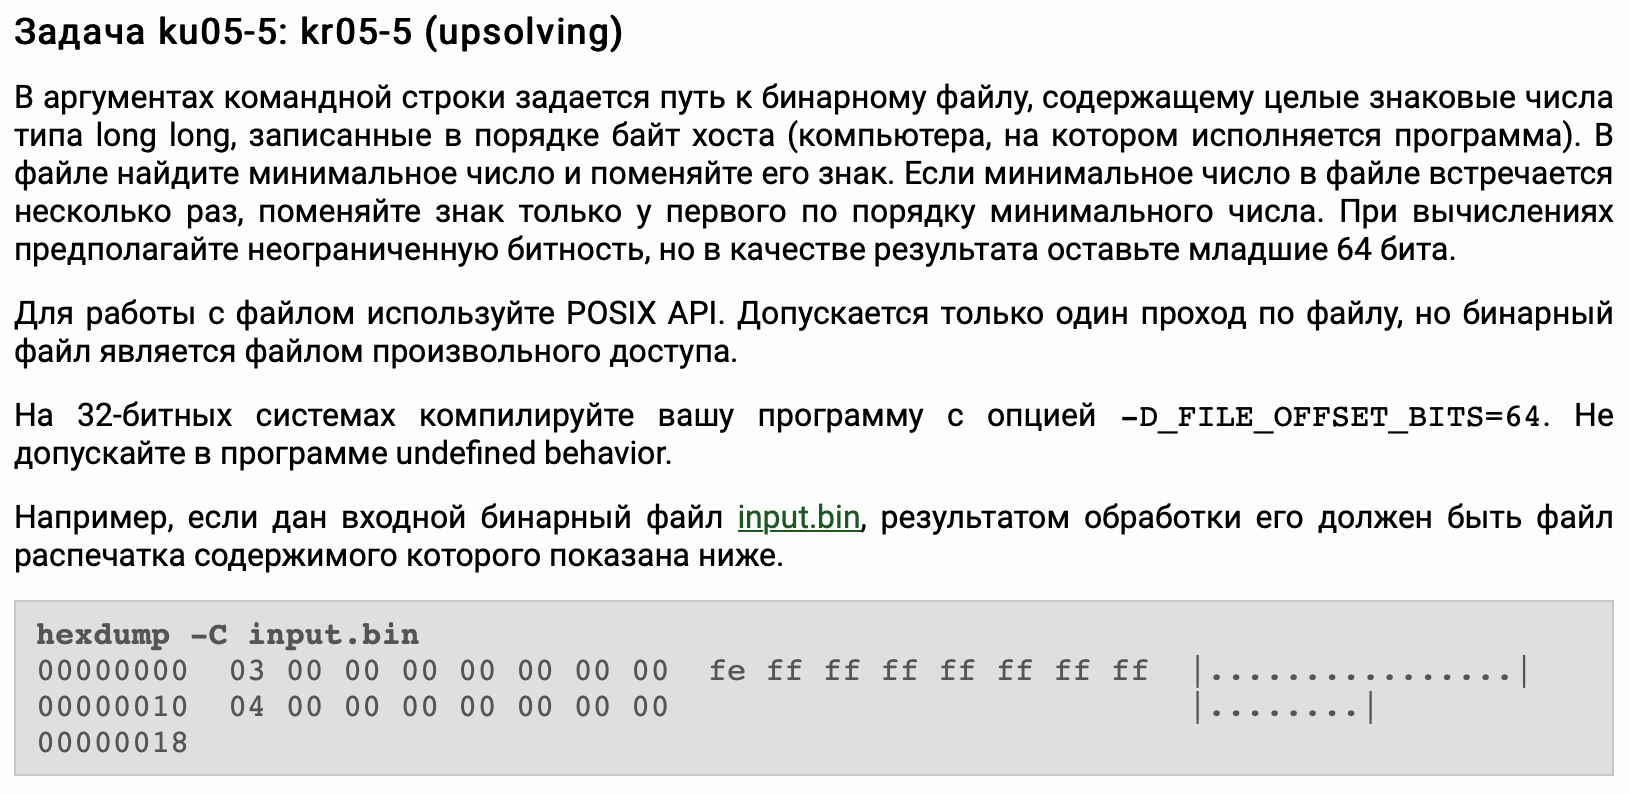 Задача ku05-5: kr05-5 (upsolving)
В аргументах командной строки задается путь к бинарному файлу, содержащему целые знаковые числа
типа long long, записанные в порядке байт хоста (компьютера, на котором исполняется программа). В
файле найдите минимальное число и поменяйте его знак. Если минимальное число в файле встречается
несколько раз, поменяйте знак только у первого по порядку минимального числа. При вычислениях
предполагайте неограниченную битность, но в качестве результата оставьте младшие 64 бита.
Для работы с файлом используйте POSIX API. Допускается только один проход по файлу, но бинарный
файл является файлом произвольного доступа.
На 32-битных системах компилируйте вашу программу с опцией -D_FILE_OFFSET_BITS=64. Не
допускайте в программе undefined behavior.
Например, если дан входной бинарный файл input.bin, результатом обработки его должен быть файл
распечатка содержимого которого показана ниже.
hexdump -C input.bin
00000000  03 00 00 00 00 00 00 00  fe ff ff ff ff ff ff ff  |................|
00000010  04 00 00 00 00 00 00 00                           |........|
00000018